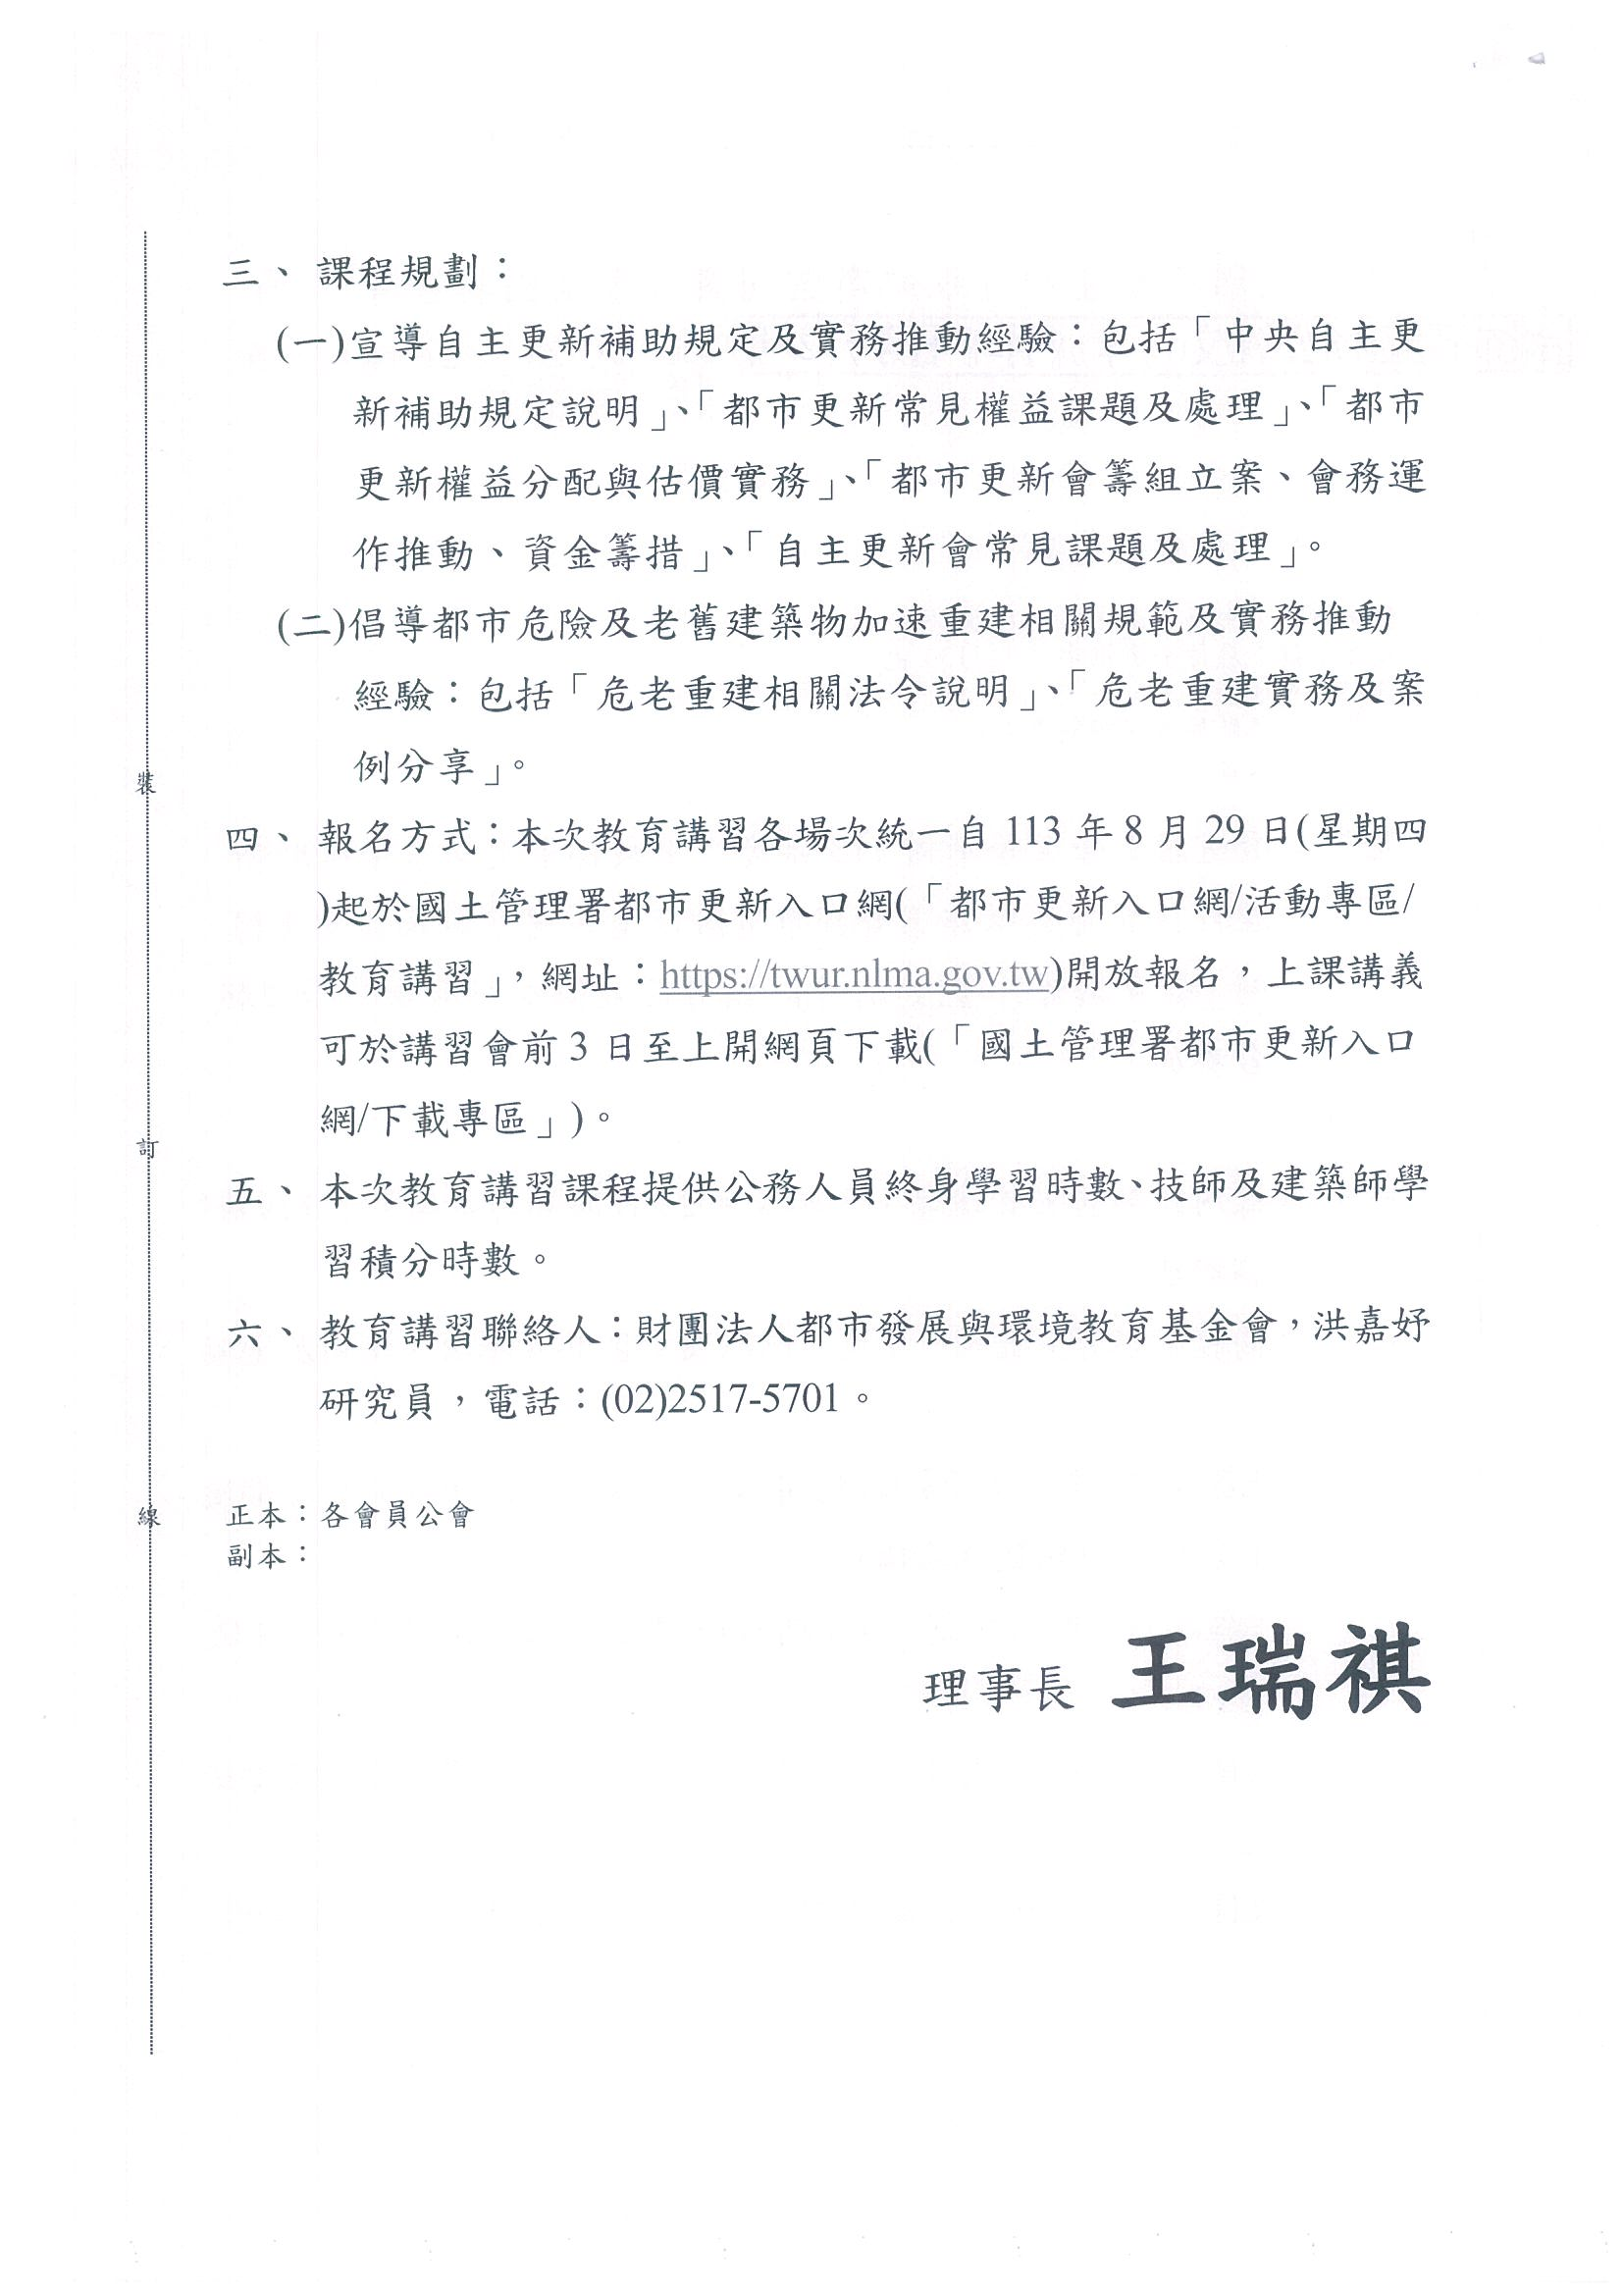 三、課程規劃：
(一)宣導自主更新補助規定及實務推動經驗：包括「中央自主更
新補助規定說明」、「都市更新常見權益課題及處理」、「都市
更新權益分配與估價實務」、「都市更新會籌組立案、會務運
作推動、資金籌措」、「自主更新會常見課題及處理」。
(二)倡導都市危險及老舊建築物加速重建相關規範及實務推動
經驗：包括「危老重建相關法令說明」、「危老重建實務及案
例分享」。
四、報名方式：本次教育講習各場次統一自 113 年 8 月 29 日(星期四
)起於國土管理署都市更新入口網(「都市更新入口網/活動專區/
教育講習」，網址：https://twur.nlma.gov.tw)開放報名，上課講義
可於講習會前 3 日至上開網頁下載(「國土管理署都市更新入口
網/下載專區」)。
五、本次教育講習課程提供公務人員終身學習時數、技師及建築師學
習積分時數。
六、教育講習聯絡人：財團法人都市發展與環境教育基金會，洪嘉妤
研究員，電話：(02)2517-5701。
正本：各會員公會
副本：
理事長 王瑞祺
裝
訂
線